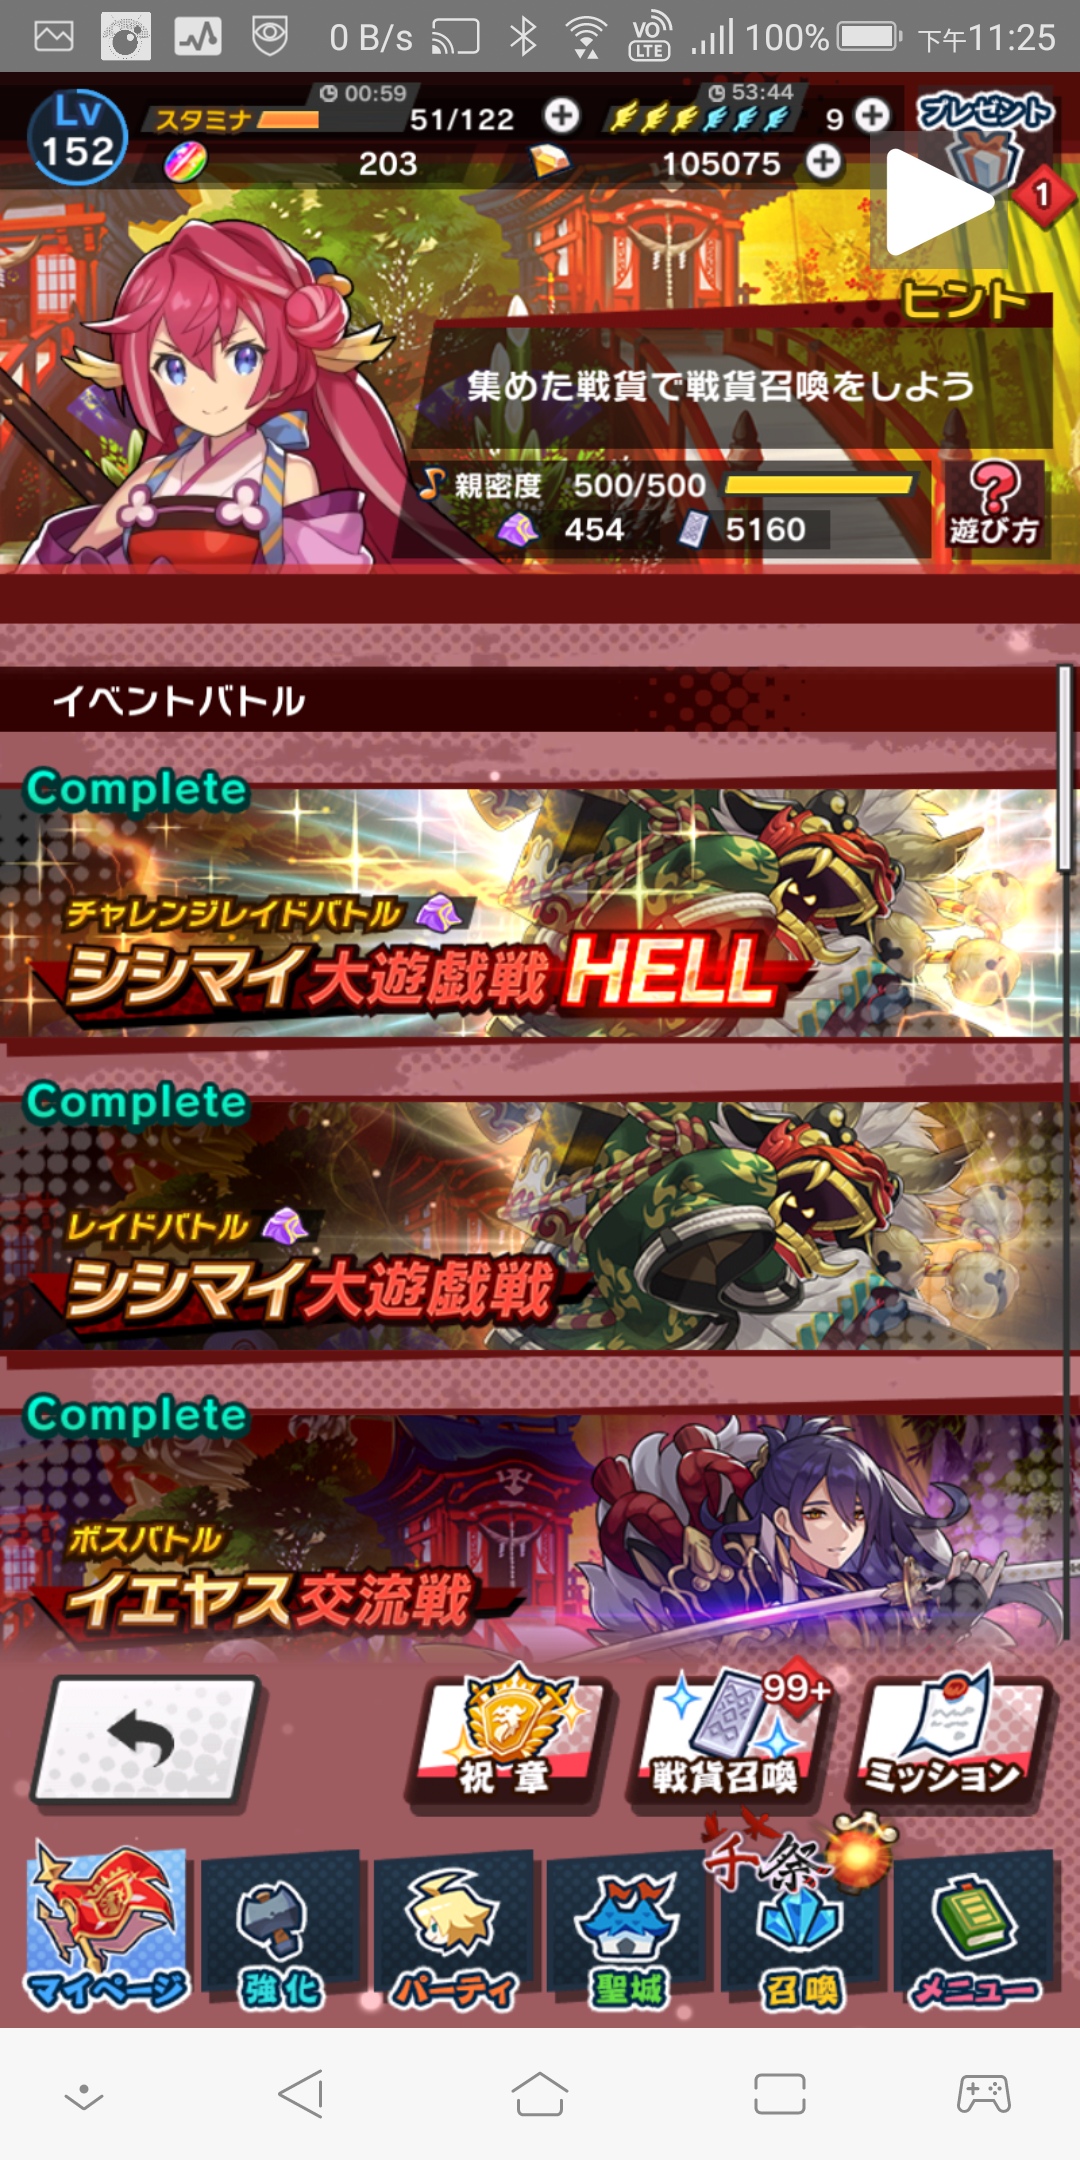 0 B/s VO LTE 100% 下午11:25
Lv 152
スタミナ 00:59 51/122
53:44 9
203 105075
プレゼント
1
ヒント
集めた戦貨で戦貨召喚をしよう
親密度 500/500
454 5160
遊び方
イベントバトル
Complete
チャレンジレイドバトル
シシマイ大遊戯戦 HELL
Complete
レイドバトル
シシマイ大遊戯戦
Complete
ボスバトル
イエヤス交流戦
祝章 戦貨召喚 99+ ミッション
千祭
マイページ 強化 パーティ 聖城 召喚 メニュー